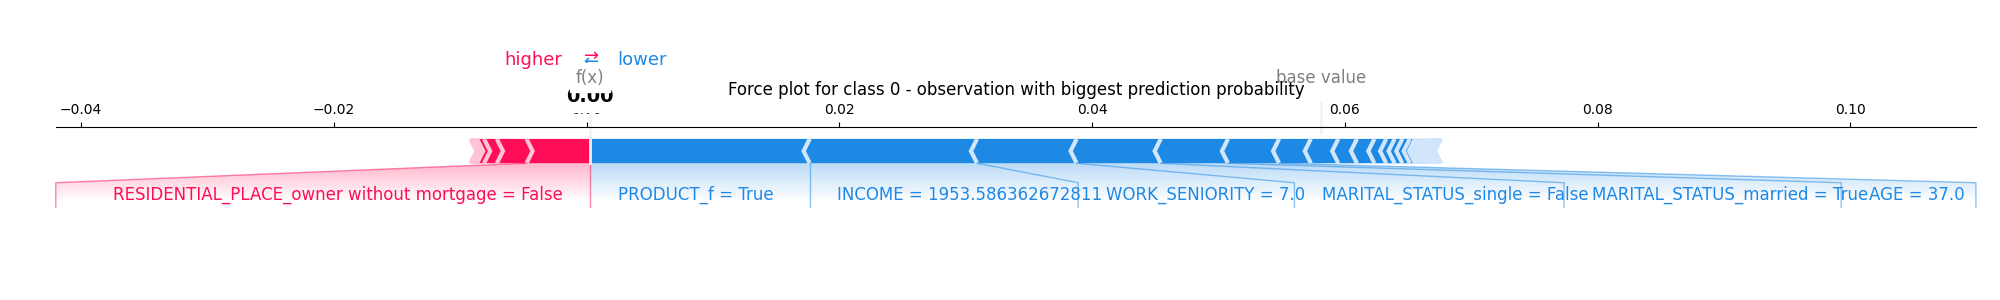 higher ⇄ lower
f(x)
base value
Force plot for class 0 - observation with biggest prediction probability
0.00
−0.04 −0.02 0.00 0.02 0.04 0.06 0.08 0.10
RESIDENTIAL_PLACE_owner without mortgage = False PRODUCT_f = True INCOME = 1953.586362672811 WORK_SENIORITY = 7.0 MARITAL_STATUS_single = False MARITAL_STATUS_married = True AGE = 37.0